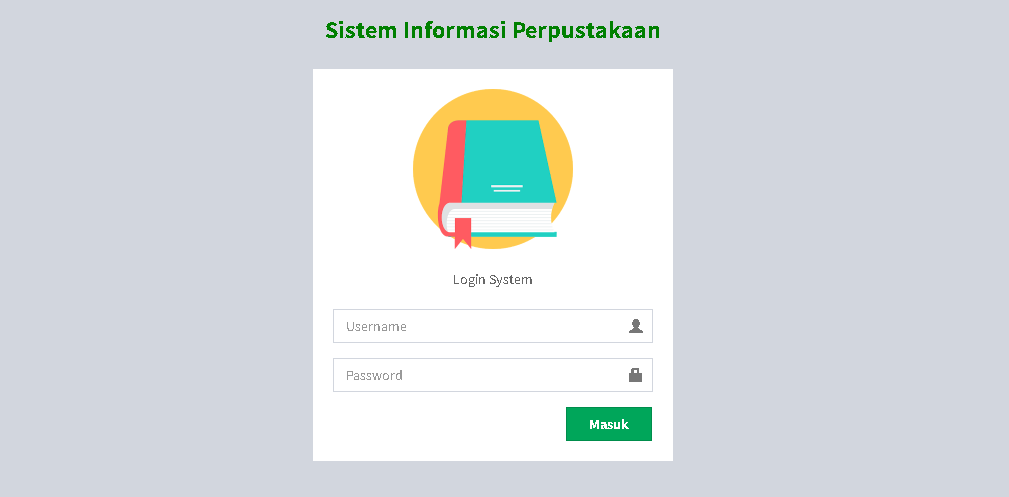 Sistem Informasi Perpustakaan
Login System
Username
Password
Masuk